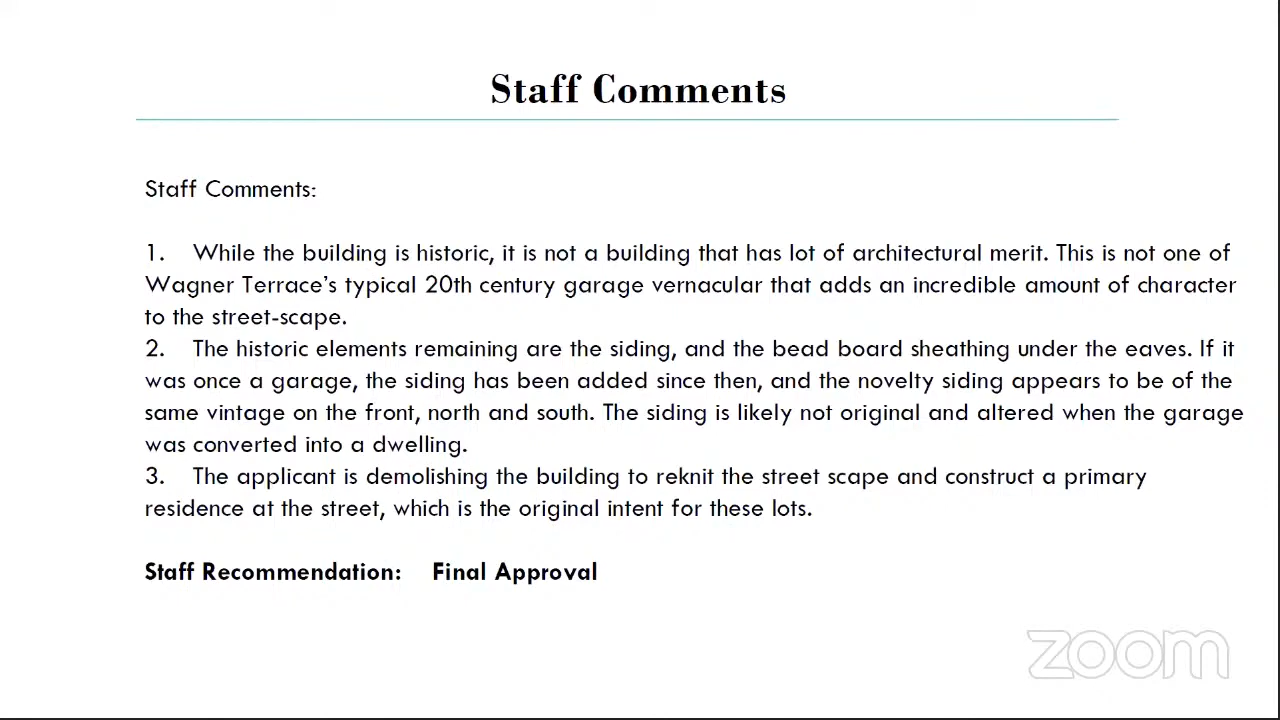 Staff Comments
Staff Comments:
1. While the building is historic, it is not a building that has lot of architectural merit. This is not one of
Wagner Terrace's typical 20th century garage vernacular that adds an incredible amount of character
to the street-scape.
2. The historic elements remaining are the siding, and the bead board sheathing under the eaves. If it
was once a garage, the siding has been added since then, and the novelty siding appears to be of the
same vintage on the front, north and south. The siding is likely not original and altered when the garage
was converted into a dwelling.
3. The applicant is demolishing the building to reknit the street scape and construct a primary
residence at the street, which is the original intent for these lots.
Staff Recommendation: Final Approval
zoom